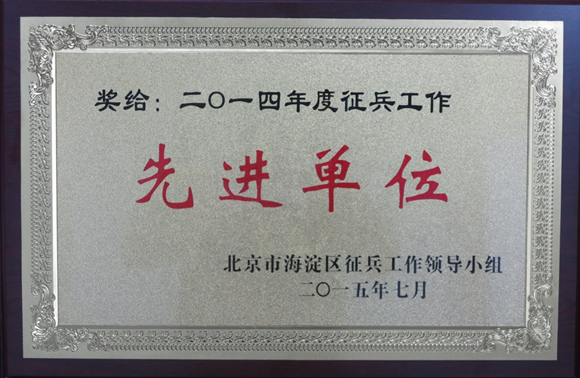 奖给：二〇一四年度征兵工作
先进单位
北京市海淀区征兵工作领导小组
二〇一五年七月